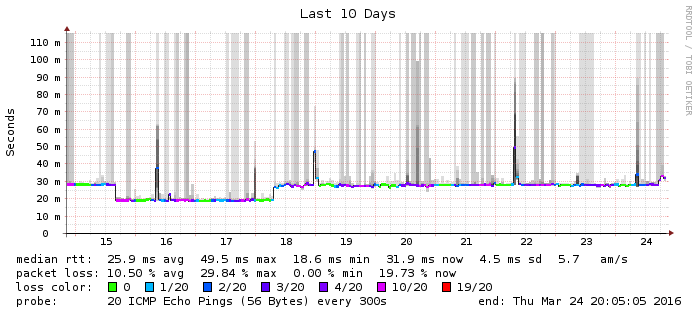 Last 10 Days
RRDTOOL / TOBI OETIKER
Seconds
110 m
100 m
90 m
80 m
70 m
60 m
50 m
40 m
30 m
20 m
10 m
0
15 16 17 18 19 20 21 22 23 24
median rtt: 25.9 ms avg 49.5 ms max 18.6 ms min 31.9 ms now 4.5 ms sd 5.7 am/s
packet loss: 10.50 % avg 29.84 % max 0.00 % min 19.73 % now
loss color: 0 1/20 2/20 3/20 4/20 10/20 19/20
probe: 20 ICMP Echo Pings (56 Bytes) every 300s end: Thu Mar 24 20:05:05 2016